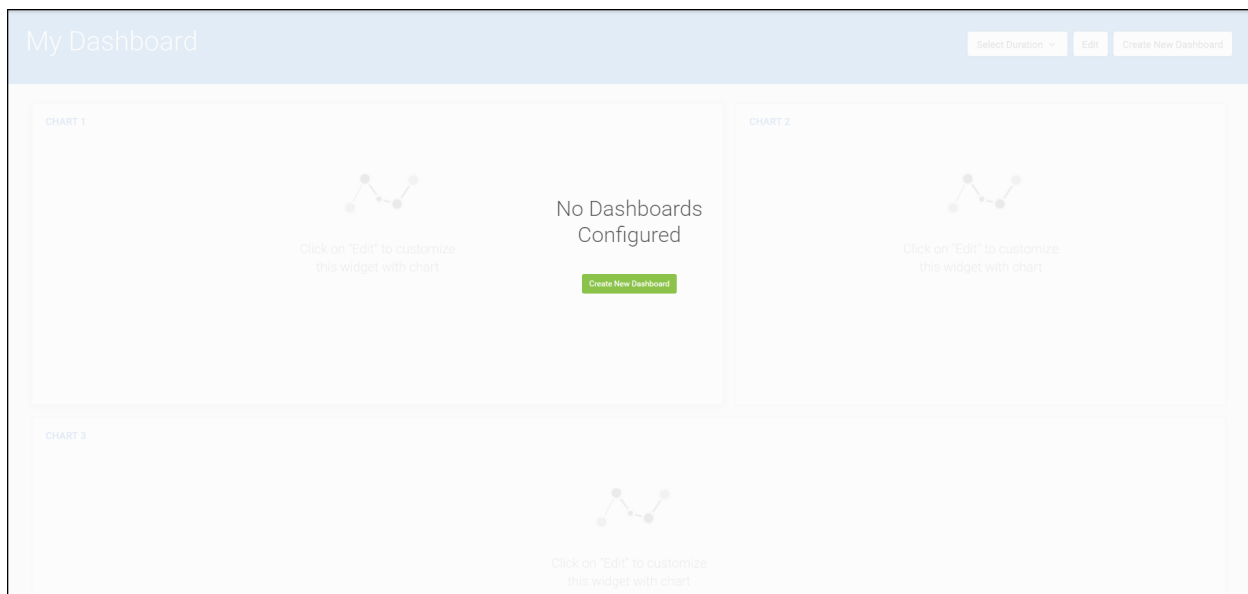 My Dashboard
Select Duration
Edit
Create New Dashboard
CHART 1
Click on "Edit" to customize
this widget with chart
CHART 2
Click on "Edit" to customize
this widget with chart
No Dashboards
Configured
Create New Dashboard
CHART 3
Click on "Edit" to customize
this widget with chart